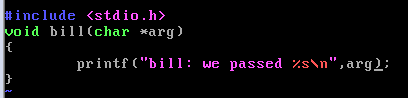 #include <stdio.h>
void bill(char *arg)
{
        printf("bill: we passed %s\n",arg);
}
~